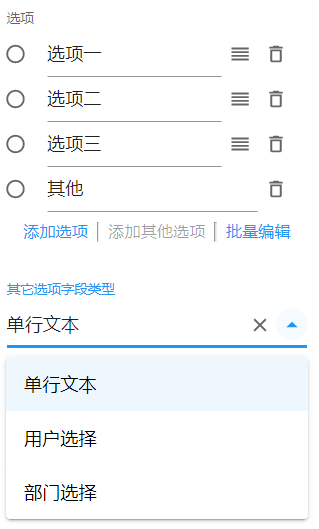 选项
选项一
选项二
选项三
其他
添加选项 添加其他选项 批量编辑
其它选项字段类型
单行文本
单行文本
用户选择
部门选择